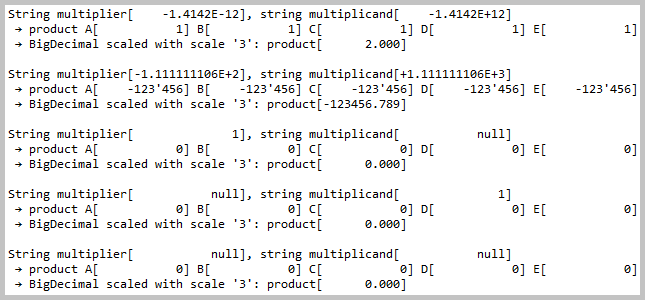 String multiplier[    -1.4142E-12], string multiplicand[    -1.4142E+12]
 → product A[          1] B[          1] C[          1] D[          1] E[          1]
 → BigDecimal scaled with scale '3': product[      2.000]
String multiplier[-1.111111106E+2], string multiplicand[+1.111111106E+3]
 → product A[   -123'456] B[   -123'456] C[   -123'456] D[   -123'456] E[   -123'456]
 → BigDecimal scaled with scale '3': product[-123456.789]
String multiplier[              1], string multiplicand[           null]
 → product A[          0] B[          0] C[          0] D[          0] E[          0]
 → BigDecimal scaled with scale '3': product[      0.000]
String multiplier[           null], string multiplicand[              1]
 → product A[          0] B[          0] C[          0] D[          0] E[          0]
 → BigDecimal scaled with scale '3': product[      0.000]
String multiplier[           null], string multiplicand[           null]
 → product A[          0] B[          0] C[          0] D[          0] E[          0]
 → BigDecimal scaled with scale '3': product[      0.000]